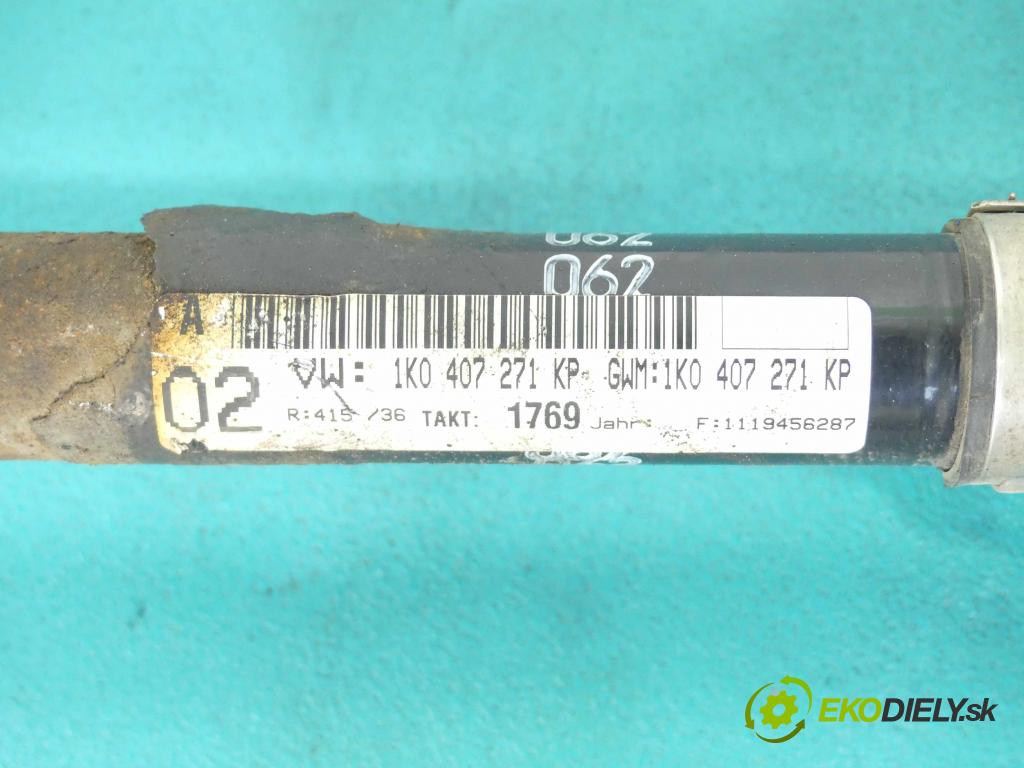 062
062
A
02
VW: 1K0 407 271 KP GWM:1K0 407 271 KP
R:415 /36 TAKT: 1769 Jahr: F:1119456287
EKODIELY.sk